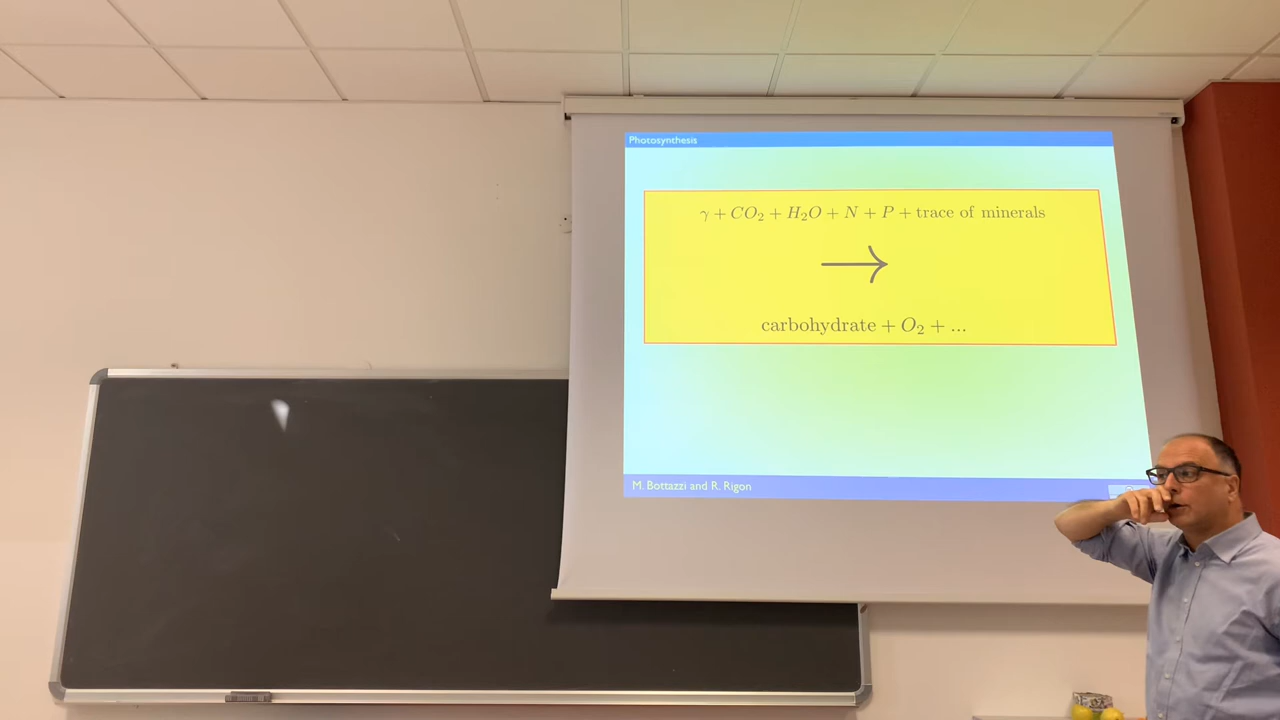 Photosynthesis
γ + CO₂ + H₂O + N + P + trace of minerals
→
carbohydrate + O₂ + ...
M. Bottazzi and R. Rigon